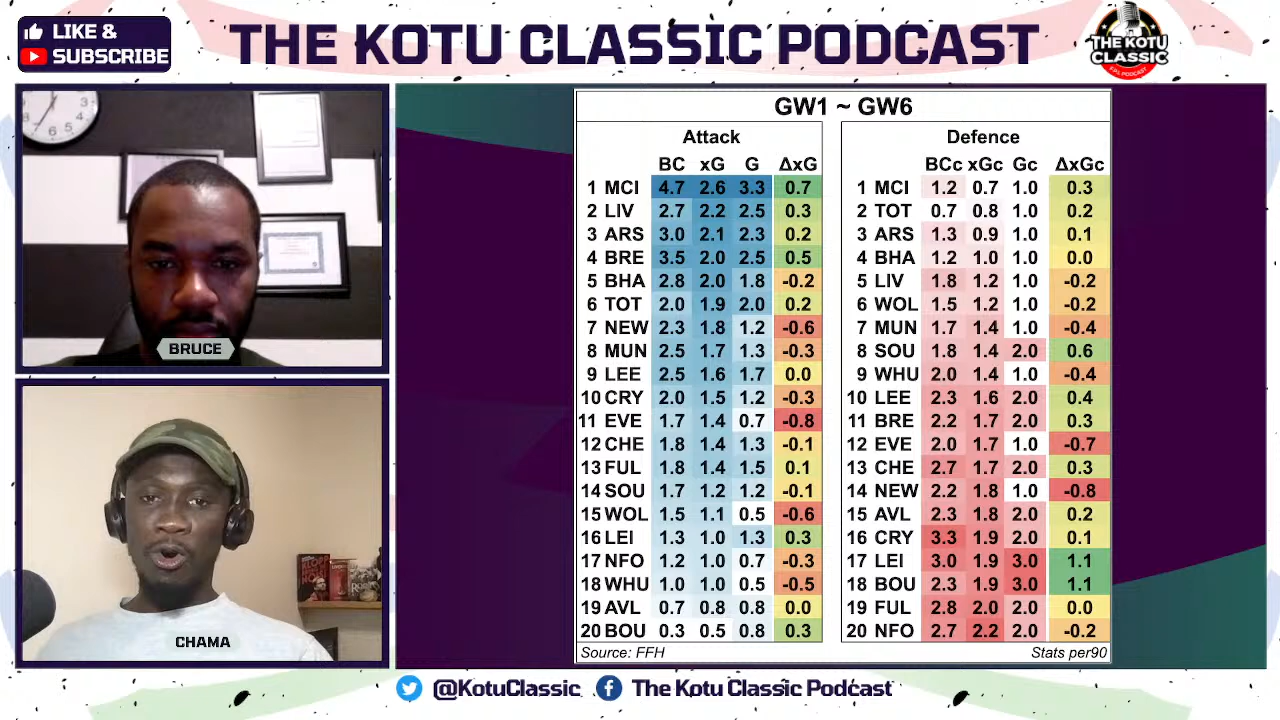 LIKE &
SUBSCRIBE
THE KOTU CLASSIC PODCAST
THE KOTU
CLASSIC
FPL PODCAST
BRUCE
CHAMA
GW1 ~ GW6
Attack
BC xG G ΔxG
1 MCI 4.7 2.6 3.3 0.7
2 LIV 2.7 2.2 2.5 0.3
3 ARS 3.0 2.1 2.3 0.2
4 BRE 3.5 2.0 2.5 0.5
5 BHA 2.8 2.0 1.8 -0.2
6 TOT 2.0 1.9 2.0 0.2
7 NEW 2.3 1.8 1.2 -0.6
8 MUN 2.5 1.7 1.3 -0.3
9 LEE 2.5 1.6 1.7 0.0
10 CRY 2.0 1.5 1.2 -0.3
11 EVE 1.7 1.4 0.7 -0.8
12 CHE 1.8 1.4 1.3 -0.1
13 FUL 1.8 1.4 1.5 0.1
14 SOU 1.7 1.2 1.2 -0.1
15 WOL 1.5 1.1 0.5 -0.6
16 LEI 1.3 1.0 1.3 0.3
17 NFO 1.2 1.0 0.7 -0.3
18 WHU 1.0 1.0 0.5 -0.5
19 AVL 0.7 0.8 0.8 0.0
20 BOU 0.3 0.5 0.8 0.3
Source: FFH
Defence
BCc xGc Gc ΔxGc
1 MCI 1.2 0.7 1.0 0.3
2 TOT 0.7 0.8 1.0 0.2
3 ARS 1.3 0.9 1.0 0.1
4 BHA 1.2 1.0 1.0 0.0
5 LIV 1.8 1.2 1.0 -0.2
6 WOL 1.5 1.2 1.0 -0.2
7 MUN 1.7 1.4 1.0 -0.4
8 SOU 1.8 1.4 2.0 0.6
9 WHU 2.0 1.4 1.0 -0.4
10 LEE 2.3 1.6 2.0 0.4
11 BRE 2.2 1.7 2.0 0.3
12 EVE 2.0 1.7 1.0 -0.7
13 CHE 2.7 1.7 2.0 0.3
14 NEW 2.2 1.8 1.0 -0.8
15 AVL 2.3 1.8 2.0 0.2
16 CRY 3.3 1.9 2.0 0.1
17 LEI 3.0 1.9 3.0 1.1
18 BOU 2.3 1.9 3.0 1.1
19 FUL 2.8 2.0 2.0 0.0
20 NFO 2.7 2.2 2.0 -0.2
Stats per90
@KotuClassic
The Kotu Classic Podcast